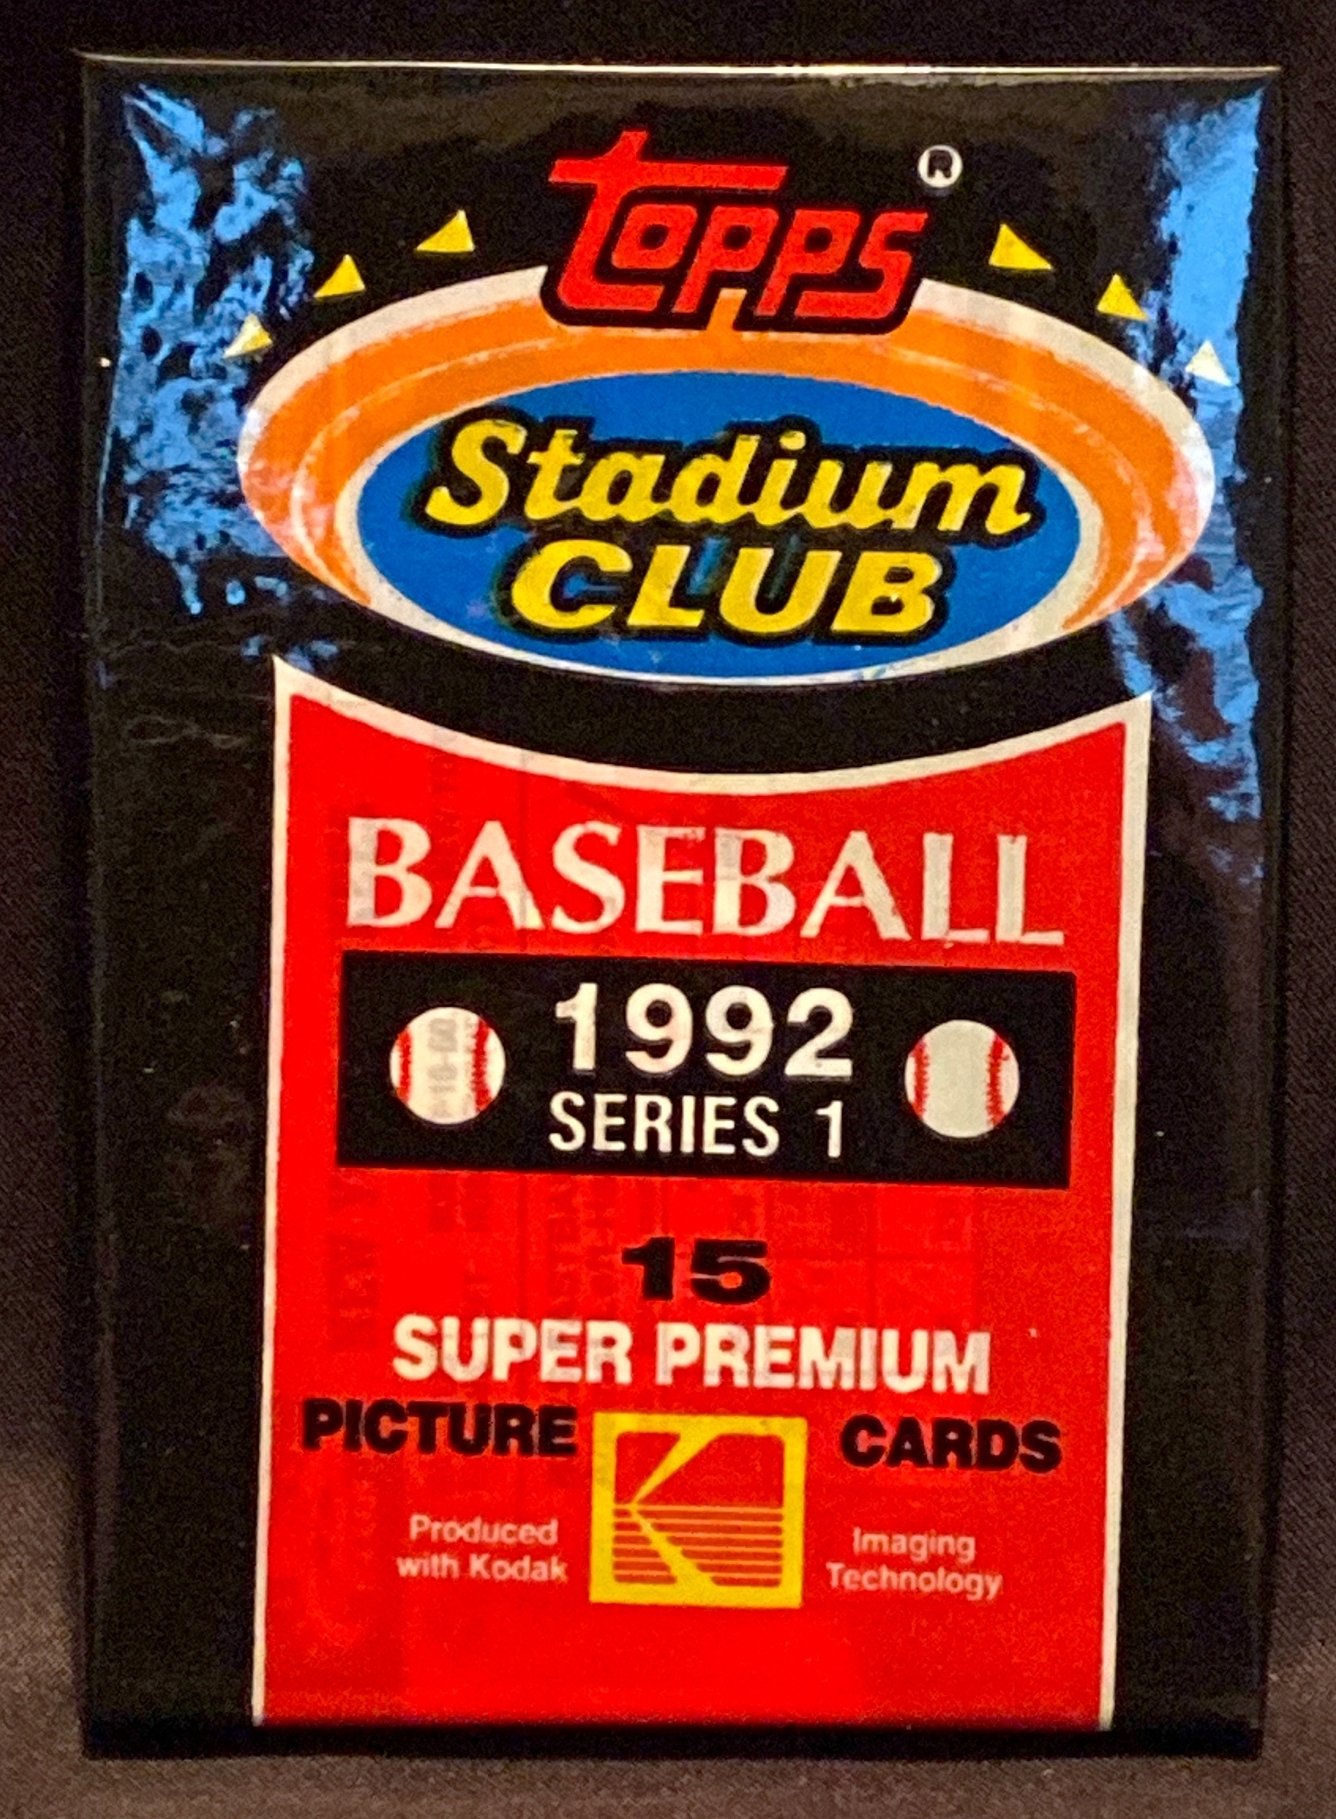 Topps ®
Stadium
CLUB
BASEBALL
1992
SERIES 1
15
SUPER PREMIUM
PICTURE CARDS
Produced
with Kodak
Imaging
Technology